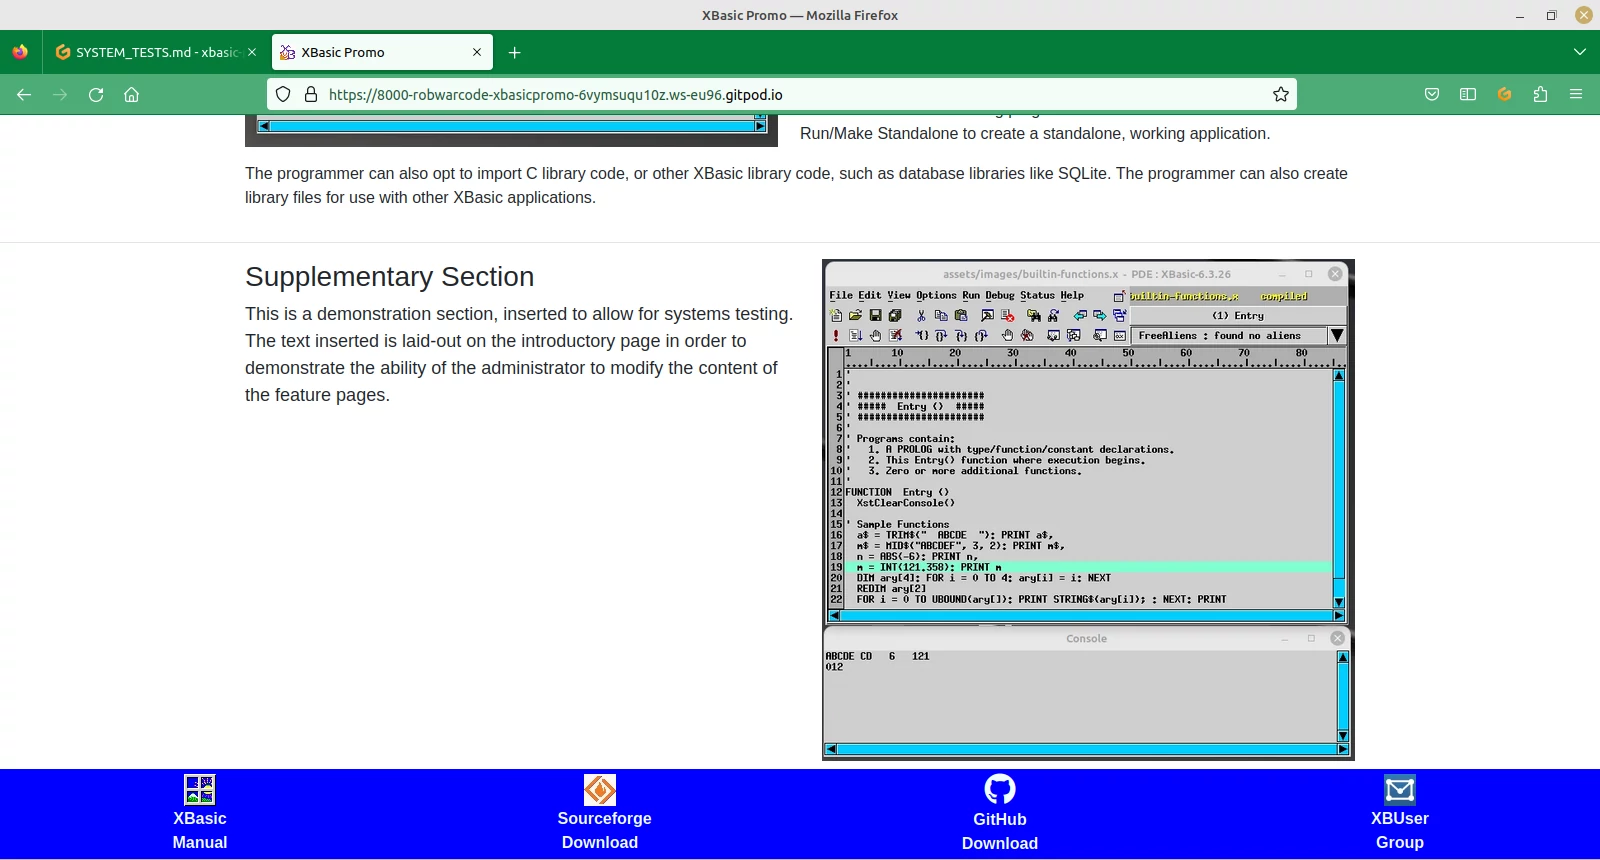 XBasic Promo — Mozilla Firefox
SYSTEM_TESTS.md - xbasic-
XBasic Promo
https://8000-robwarcode-xbasicpromo-6vymsuqu10z.ws-eu96.gitpod.io
Run/Make Standalone to create a standalone, working application.
The programmer can also opt to import C library code, or other XBasic library code, such as database libraries like SQLite. The programmer can also create
library files for use with other XBasic applications.
Supplementary Section
This is a demonstration section, inserted to allow for systems testing.
The text inserted is laid-out on the introductory page in order to
demonstrate the ability of the administrator to modify the content of
the feature pages.
assets/images/builtin-functions.x - PDE : XBasic-6.3.26
File Edit View Options Run Debug Status Help
builtin-functions.x compiled
(1) Entry
FreeAliens : found no aliens
1 10 20 30 40 50 60 70 80
1 '
2 '
3 ' ######################
4 ' ##### Entry () #####
5 ' ######################
6 '
7 ' Programs contain:
8 ' 1. A PROLOG with type/function/constant declarations.
9 ' 2. This Entry() function where execution begins.
10 ' 3. Zero or more additional functions.
11 '
12 FUNCTION Entry ()
13 XstClearConsole()
14
15 ' Sample Functions
16 a$ = TRIM$(" ABCDE "): PRINT a$,
17 m$ = MID$("ABCDEF", 3, 2): PRINT m$,
18 n = ABS(-6): PRINT n,
19 m = INT(121.358): PRINT m
20 DIM ary[4]: FOR i = 0 TO 4: ary[i] = i: NEXT
21 REDIM ary[2]
22 FOR i = 0 TO UBOUND(ary[]): PRINT STRING$(ary[i]); : NEXT: PRINT
Console
ABCDE CD 6 121
012
XBasic
Manual
Sourceforge
Download
GitHub
Download
XBUser
Group